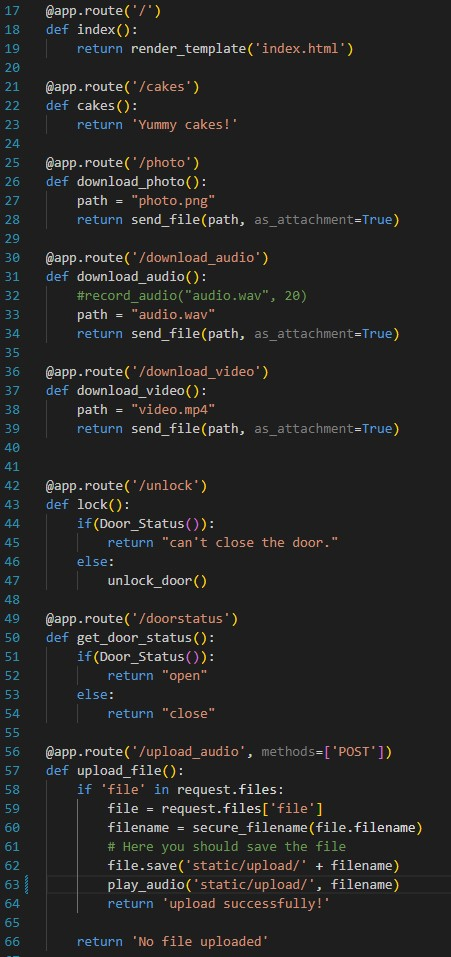 17 @app.route('/')
18 def index():
19     return render_template('index.html')
20
21 @app.route('/cakes')
22 def cakes():
23     return 'Yummy cakes!'
24
25 @app.route('/photo')
26 def download_photo():
27     path = "photo.png"
28     return send_file(path, as_attachment=True)
29
30 @app.route('/download_audio')
31 def download_audio():
32     #record_audio("audio.wav", 20)
33     path = "audio.wav"
34     return send_file(path, as_attachment=True)
35
36 @app.route('/download_video')
37 def download_video():
38     path = "video.mp4"
39     return send_file(path, as_attachment=True)
40
41
42 @app.route('/unlock')
43 def lock():
44     if(Door_Status()):
45         return "can't close the door."
46     else:
47         unlock_door()
48
49 @app.route('/doorstatus')
50 def get_door_status():
51     if(Door_Status()):
52         return "open"
53     else:
54         return "close"
55
56 @app.route('/upload_audio', methods=['POST'])
57 def upload_file():
58     if 'file' in request.files:
59         file = request.files['file']
60         filename = secure_filename(file.filename)
61         # Here you should save the file
62         file.save('static/upload/' + filename)
63         play_audio('static/upload/', filename)
64         return 'upload successfully!'
65
66     return 'No file uploaded'